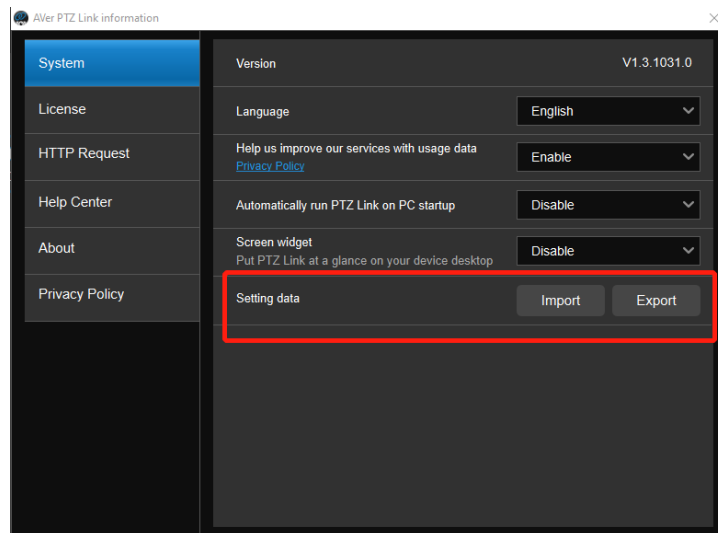 AVer PTZ Link information
System
License
HTTP Request
Help Center
About
Privacy Policy
Version V1.3.1031.0
Language English
Help us improve our services with usage data Enable
Privacy Policy
Automatically run PTZ Link on PC startup Disable
Screen widget Disable
Put PTZ Link at a glance on your device desktop
Setting data Import Export